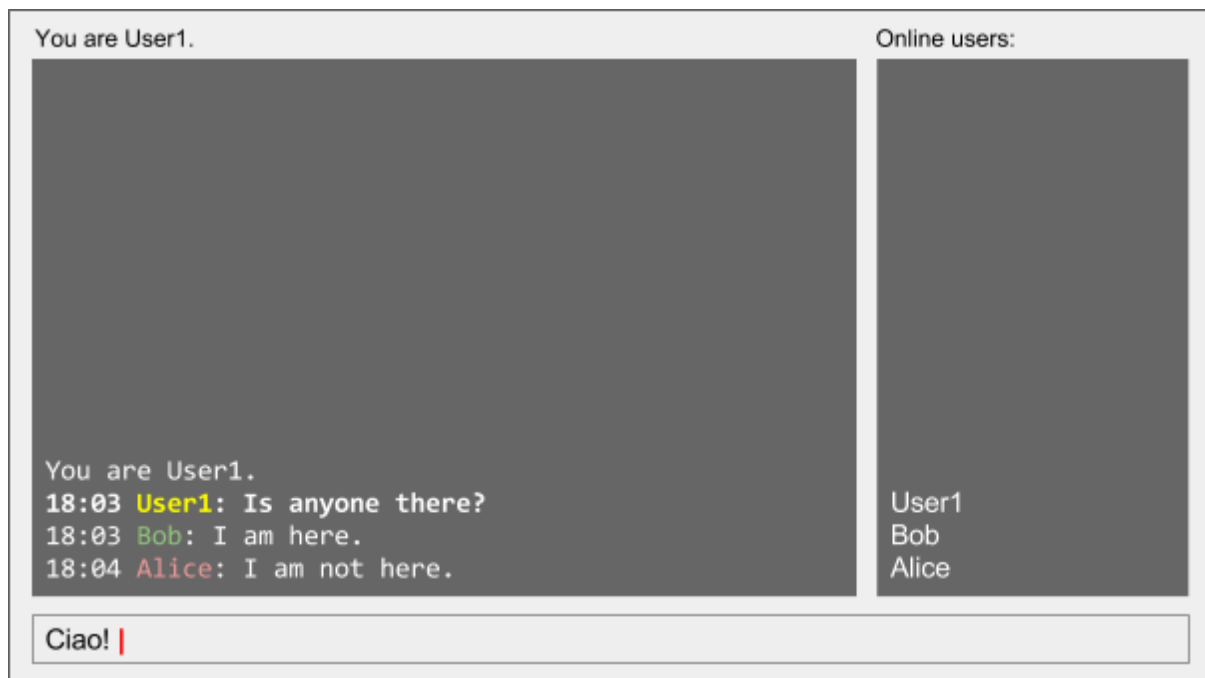 You are User1.
Online users:
You are User1.
18:03 User1: Is anyone there?
18:03 Bob: I am here.
18:04 Alice: I am not here.
User1
Bob
Alice
Ciao!